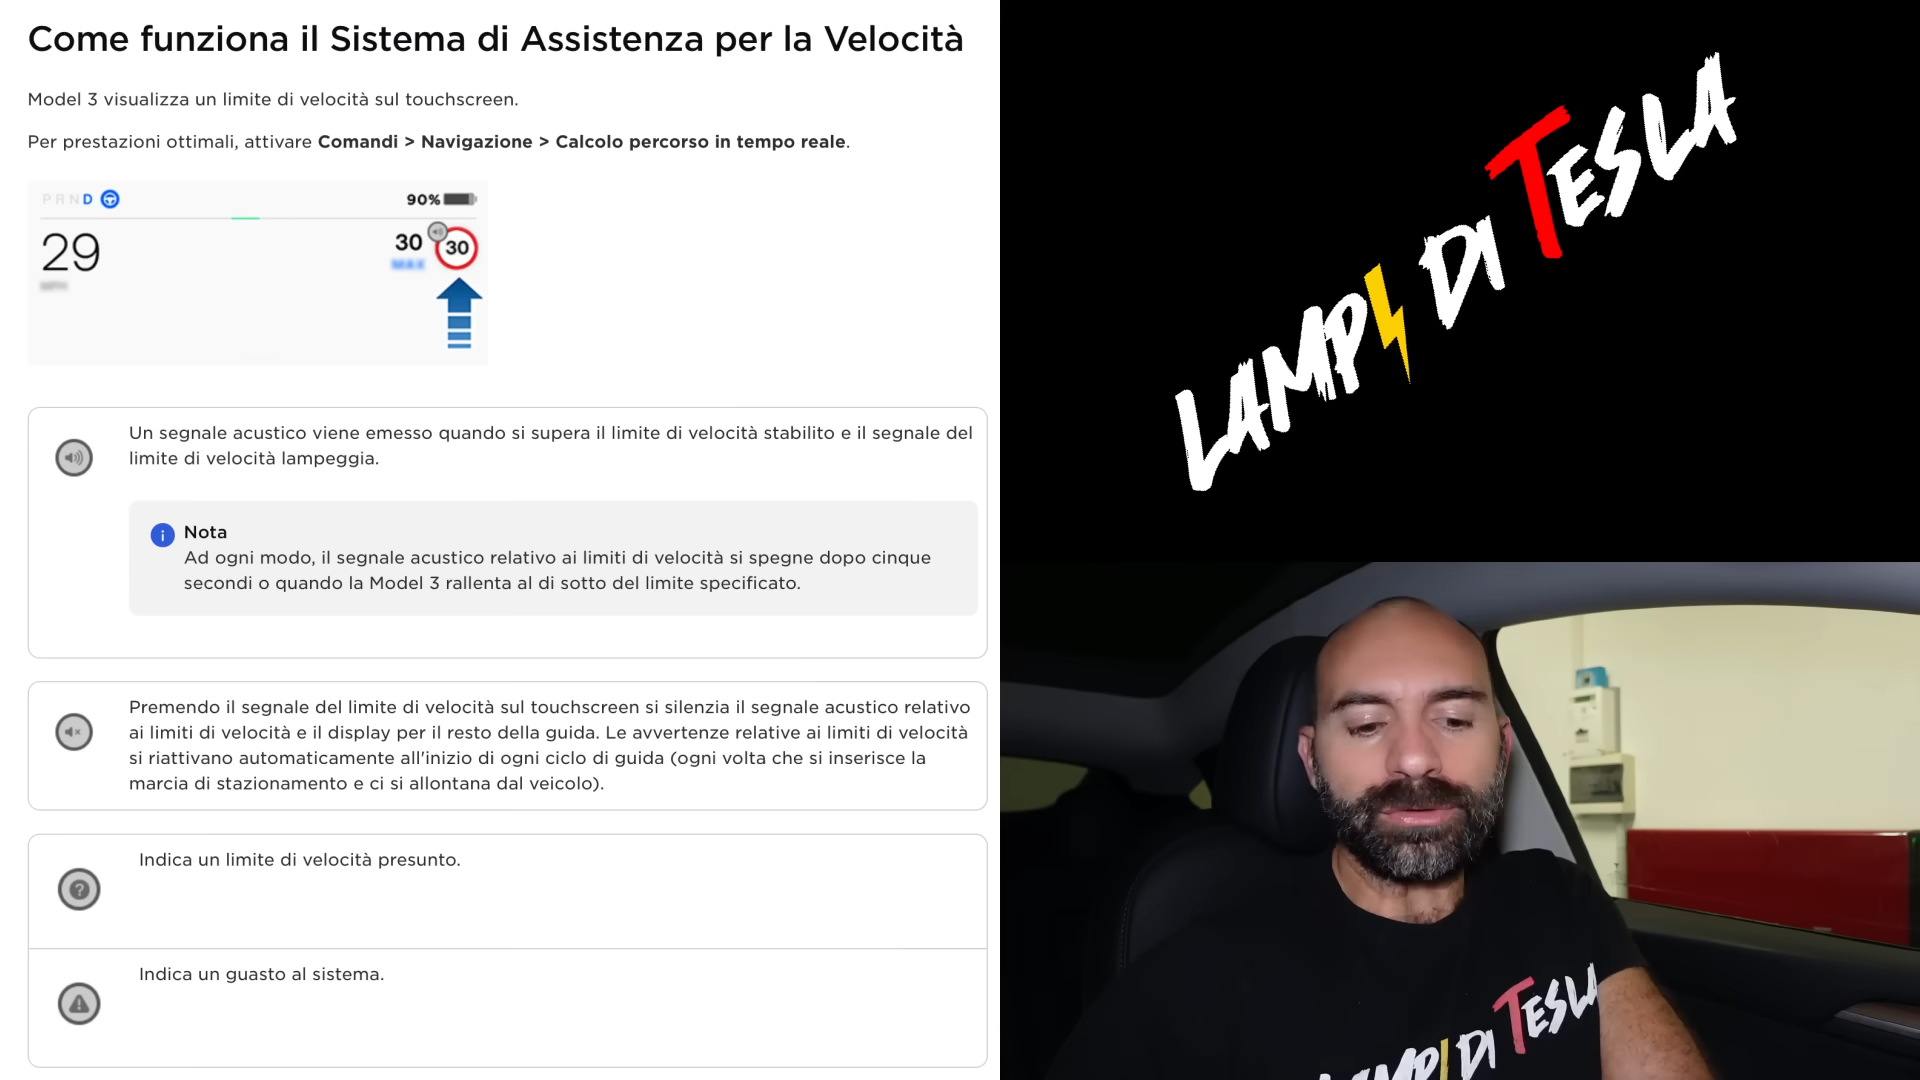 Come funziona il Sistema di Assistenza per la Velocità
Model 3 visualizza un limite di velocità sul touchscreen.
Per prestazioni ottimali, attivare Comandi > Navigazione > Calcolo percorso in tempo reale.
P R N D
90%
29
MPH
30
MAX
30
Un segnale acustico viene emesso quando si supera il limite di velocità stabilito e il segnale del
limite di velocità lampeggia.
Nota
Ad ogni modo, il segnale acustico relativo ai limiti di velocità si spegne dopo cinque
secondi o quando la Model 3 rallenta al di sotto del limite specificato.
Premendo il segnale del limite di velocità sul touchscreen si silenzia il segnale acustico relativo
ai limiti di velocità e il display per il resto della guida. Le avvertenze relative ai limiti di velocità
si riattivano automaticamente all'inizio di ogni ciclo di guida (ogni volta che si inserisce la
marcia di stazionamento e ci si allontana dal veicolo).
Indica un limite di velocità presunto.
Indica un guasto al sistema.
LAMPI DI TESLA
LAMPI DI TESLA